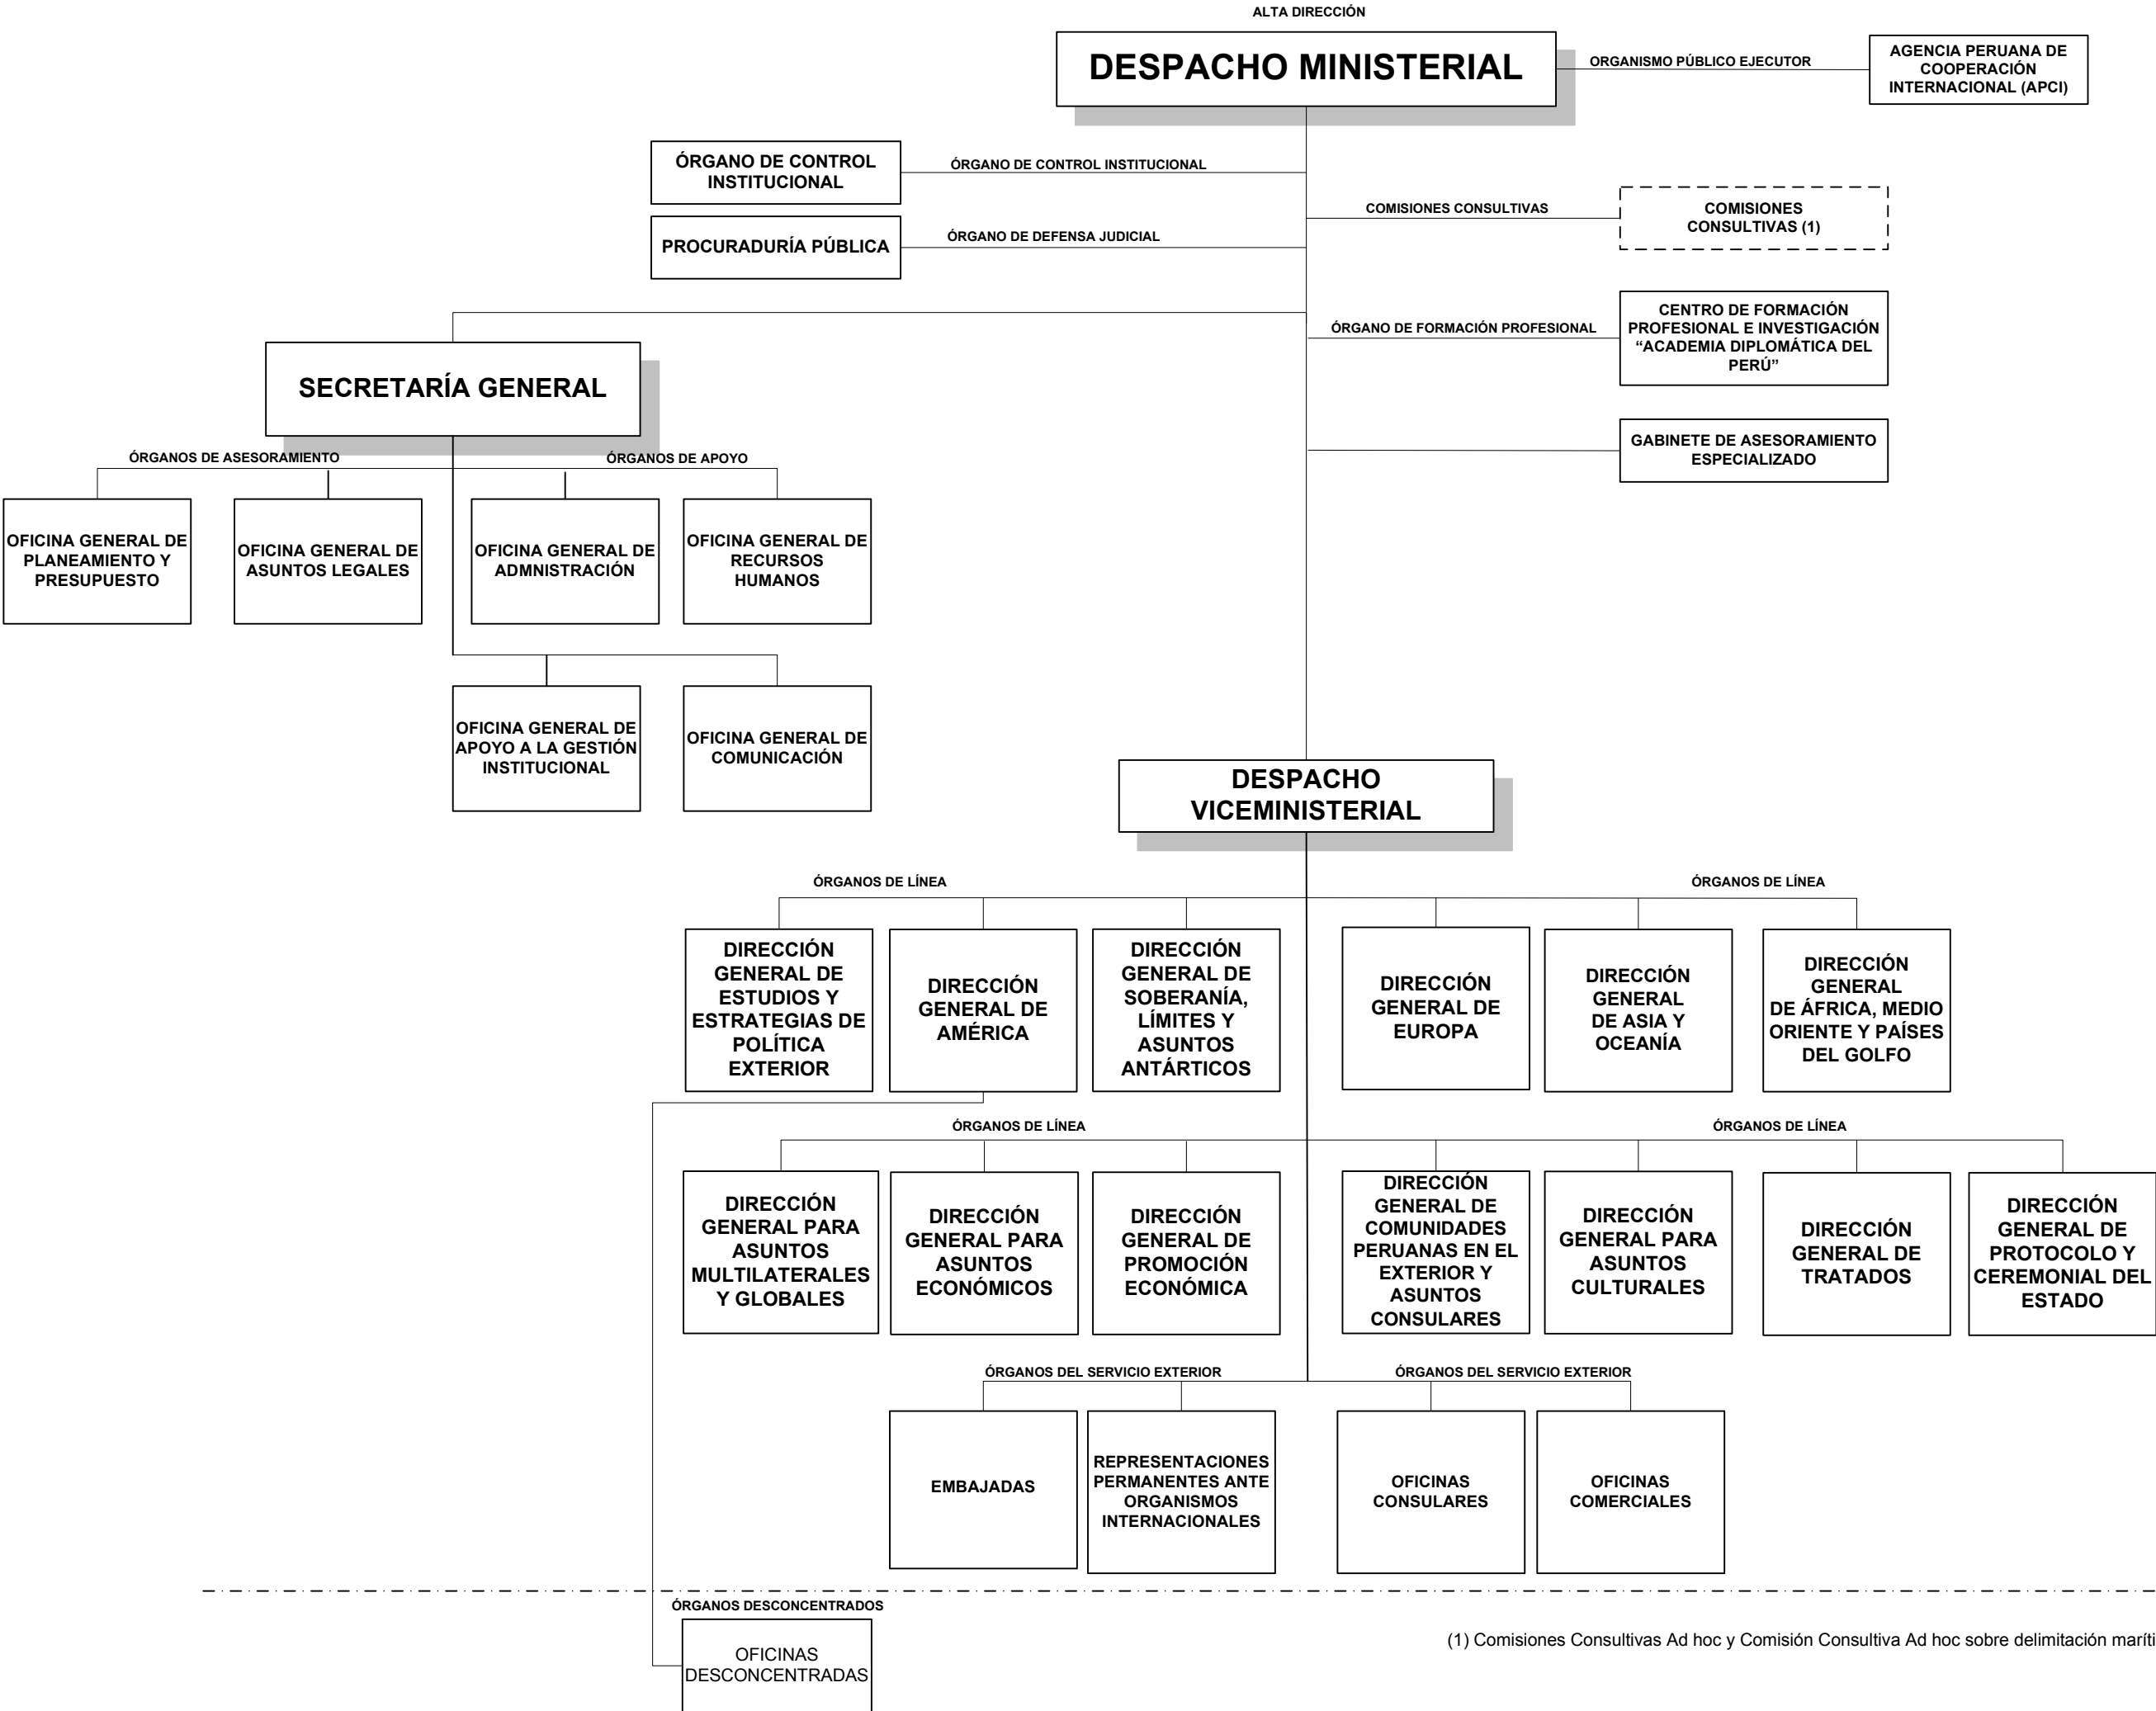 ALTA DIRECCIÓN
DESPACHO MINISTERIAL
ORGANISMO PÚBLICO EJECUTOR
AGENCIA PERUANA DE
COOPERACIÓN
INTERNACIONAL (APCI)
ÓRGANO DE CONTROL
INSTITUCIONAL
ÓRGANO DE CONTROL INSTITUCIONAL
COMISIONES CONSULTIVAS
COMISIONES
CONSULTIVAS (1)
PROCURADURÍA PÚBLICA
ÓRGANO DE DEFENSA JUDICIAL
ÓRGANO DE FORMACIÓN PROFESIONAL
CENTRO DE FORMACIÓN
PROFESIONAL E INVESTIGACIÓN
“ACADEMIA DIPLOMÁTICA DEL
PERÚ”
SECRETARÍA GENERAL
GABINETE DE ASESORAMIENTO
ESPECIALIZADO
ÓRGANOS DE ASESORAMIENTO
ÓRGANOS DE APOYO
OFICINA GENERAL DE
PLANEAMIENTO Y
PRESUPUESTO
OFICINA GENERAL DE
ASUNTOS LEGALES
OFICINA GENERAL DE
ADMNISTRACIÓN
OFICINA GENERAL DE
RECURSOS
HUMANOS
OFICINA GENERAL DE
APOYO A LA GESTIÓN
INSTITUCIONAL
OFICINA GENERAL DE
COMUNICACIÓN
DESPACHO
VICEMINISTERIAL
ÓRGANOS DE LÍNEA
ÓRGANOS DE LÍNEA
DIRECCIÓN
GENERAL DE
ESTUDIOS Y
ESTRATEGIAS DE
POLÍTICA
EXTERIOR
DIRECCIÓN
GENERAL DE
AMÉRICA
DIRECCIÓN
GENERAL DE
SOBERANÍA,
LÍMITES Y
ASUNTOS
ANTÁRTICOS
DIRECCIÓN
GENERAL DE
EUROPA
DIRECCIÓN
GENERAL
DE ASIA Y
OCEANÍA
DIRECCIÓN
GENERAL
DE ÁFRICA, MEDIO
ORIENTE Y PAÍSES
DEL GOLFO
ÓRGANOS DE LÍNEA
ÓRGANOS DE LÍNEA
DIRECCIÓN
GENERAL PARA
ASUNTOS
MULTILATERALES
Y GLOBALES
DIRECCIÓN
GENERAL PARA
ASUNTOS
ECONÓMICOS
DIRECCIÓN
GENERAL DE
PROMOCIÓN
ECONÓMICA
DIRECCIÓN
GENERAL DE
COMUNIDADES
PERUANAS EN EL
EXTERIOR Y
ASUNTOS
CONSULARES
DIRECCIÓN
GENERAL PARA
ASUNTOS
CULTURALES
DIRECCIÓN
GENERAL DE
TRATADOS
DIRECCIÓN
GENERAL DE
PROTOCOLO Y
CEREMONIAL DEL
ESTADO
ÓRGANOS DEL SERVICIO EXTERIOR
ÓRGANOS DEL SERVICIO EXTERIOR
EMBAJADAS
REPRESENTACIONES
PERMANENTES ANTE
ORGANISMOS
INTERNACIONALES
OFICINAS
CONSULARES
OFICINAS
COMERCIALES
ÓRGANOS DESCONCENTRADOS
OFICINAS
DESCONCENTRADAS
(1) Comisiones Consultivas Ad hoc y Comisión Consultiva Ad hoc sobre delimitación maríti